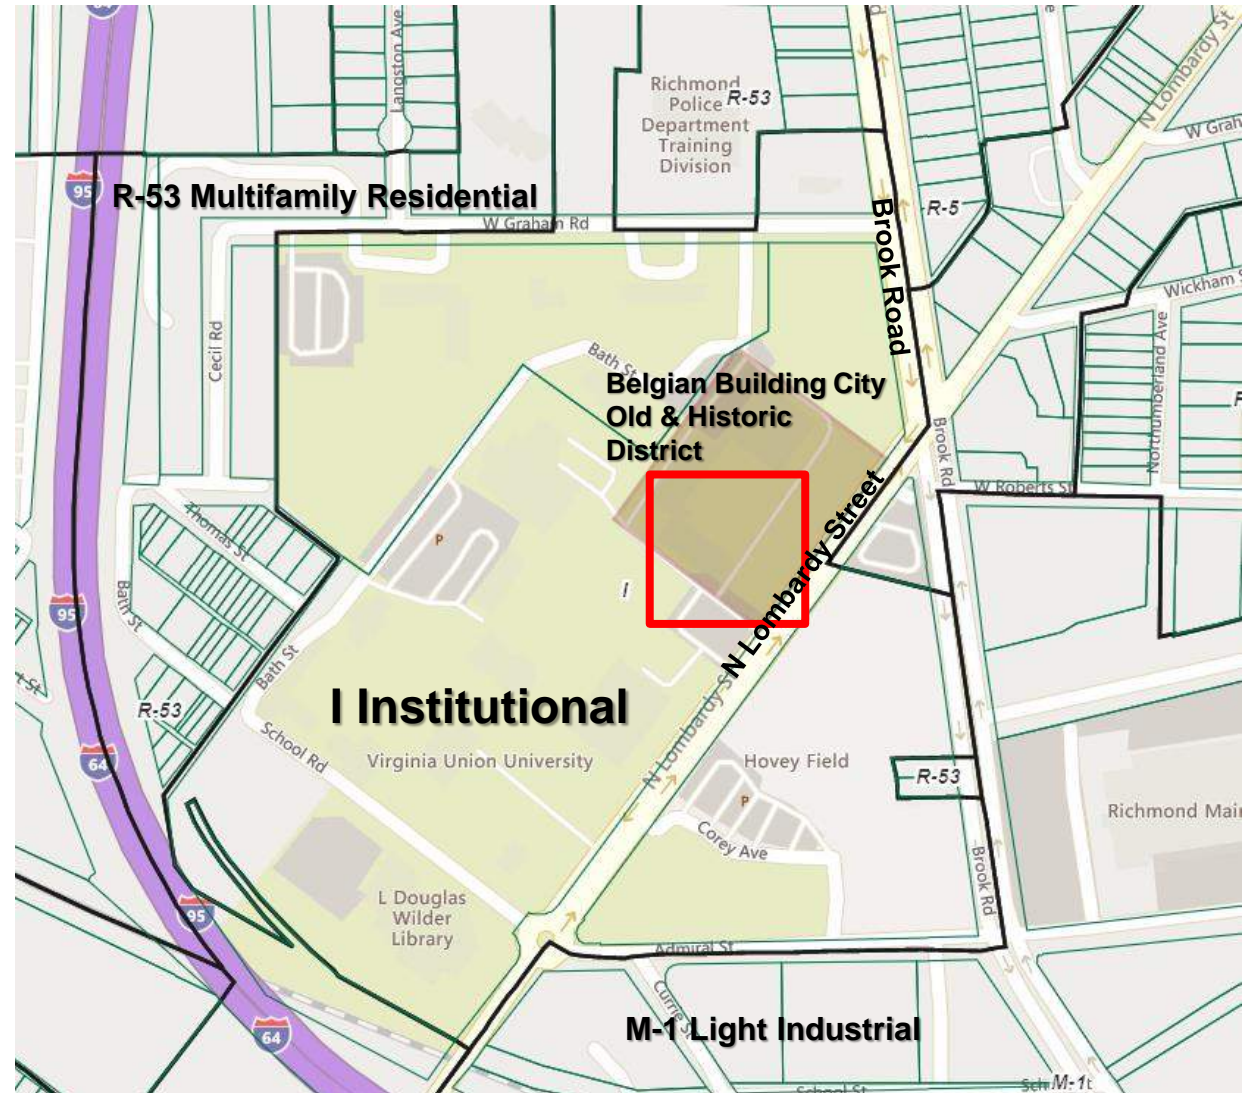 64
Langston Ave
Richmond
Police
Department
Training
Division
R-53
N Lombardy St
W Grah
95
R-53 Multifamily Residential
W Graham Rd
R-5
Brook Road
Wickham S
Cecil Rd
Bath St
Belgian Building City
Old & Historic
District
Northumberland Ave
Brook Rd
W Roberts St
Thomas St
P
N Lombardy Street
I
95
Bath St
Bath St
R-53
I Institutional
School Rd
Virginia Union University
N Lombardy St
Hovey Field
64
R-53
P
Richmond Mai
Corey Ave
Brook Rd
L Douglas
Wilder
Library
95
Admiral St
Currie St
M-1 Light Industrial
64
School St
M-1